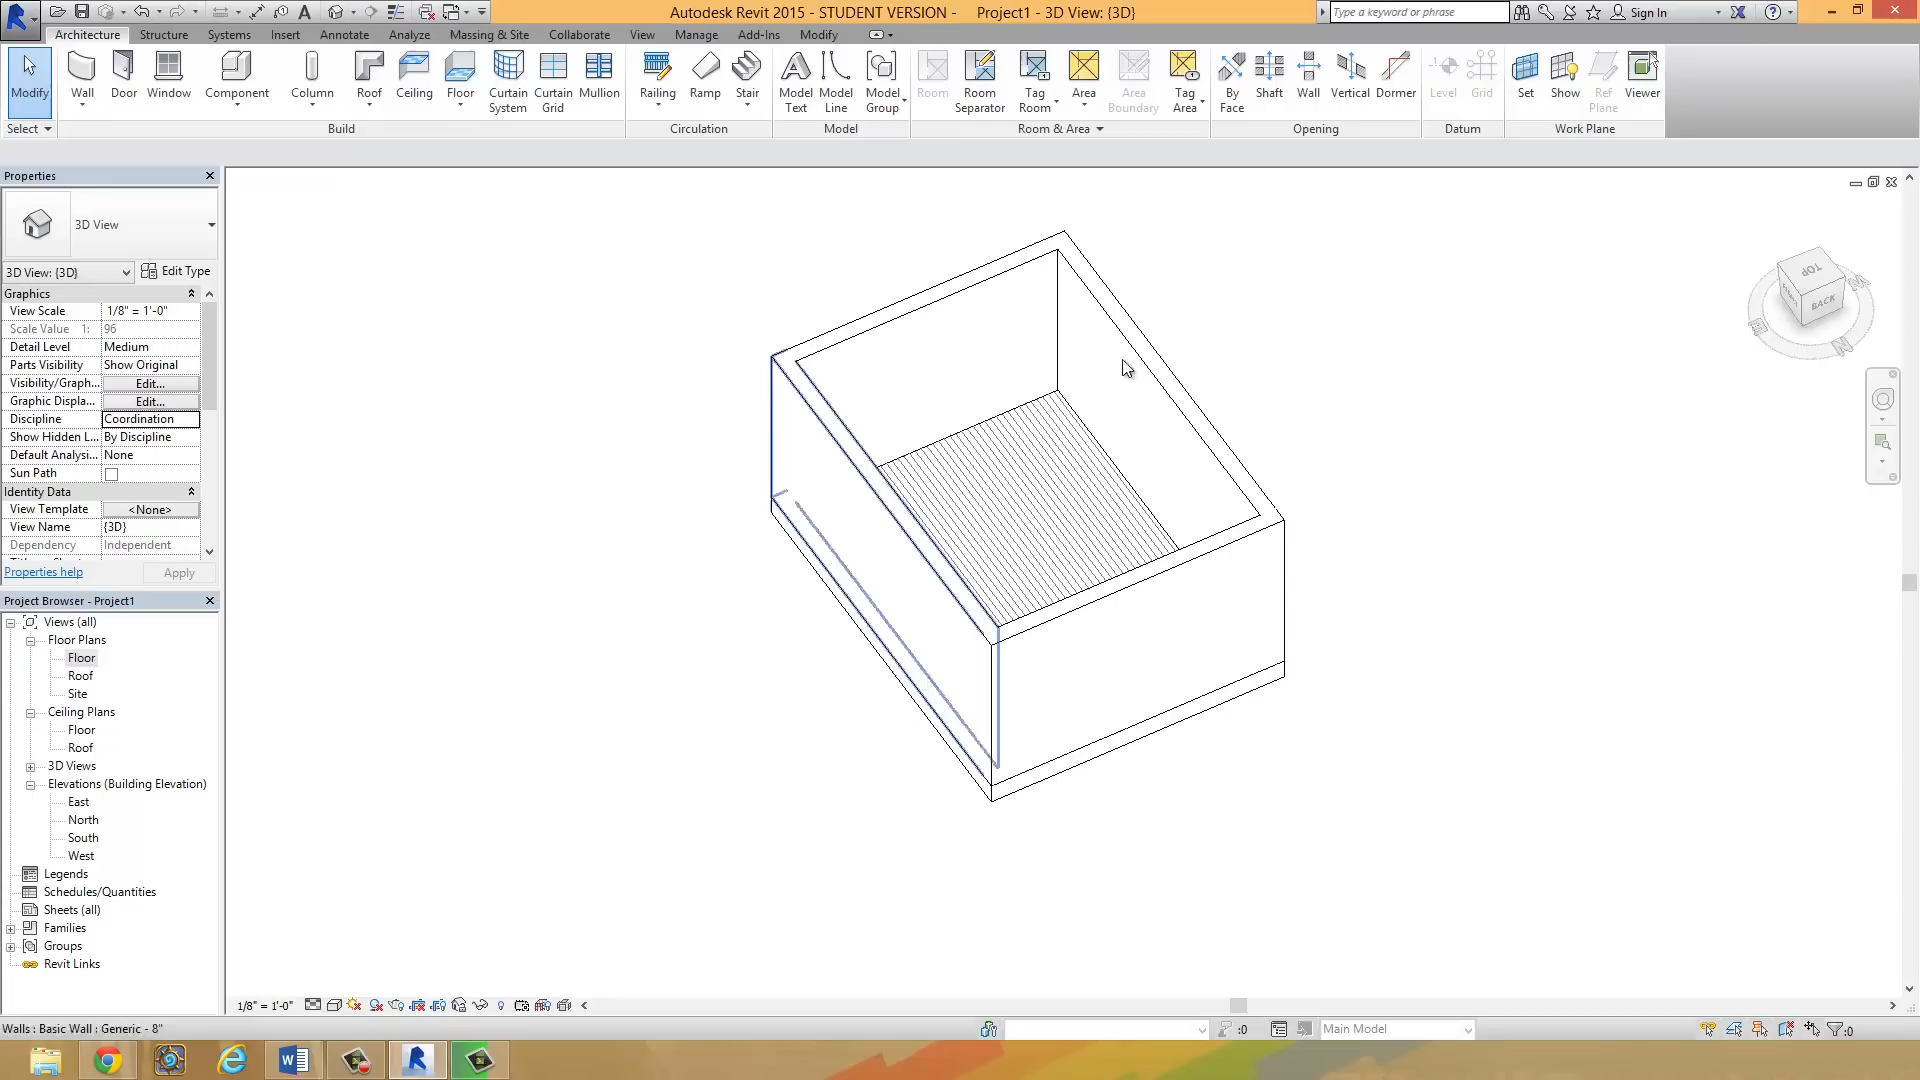 Autodesk Revit 2015 - STUDENT VERSION -     Project1 - 3D View: {3D}
Type a keyword or phrase
Sign In
Architecture Structure Systems Insert Annotate Analyze Massing & Site Collaborate View Manage Add-Ins Modify
Modify
Wall
Door
Window
Component
Column
Roof
Ceiling
Floor
Curtain System
Curtain Grid
Mullion
Railing
Ramp
Stair
Model Text
Model Line
Model Group
Room
Room Separator
Tag Room
Area
Area Boundary
Tag Area
By Face
Shaft
Wall
Vertical
Dormer
Level
Grid
Set
Show
Ref Plane
Viewer
Select
Build
Circulation
Model
Room & Area
Opening
Datum
Work Plane
Properties
3D View
3D View: {3D}
Edit Type
Graphics
View Scale 1/8" = 1'-0"
Scale Value 1: 96
Detail Level Medium
Parts Visibility Show Original
Visibility/Graph... Edit...
Graphic Displa... Edit...
Discipline Coordination
Show Hidden L... By Discipline
Default Analysi... None
Sun Path
Identity Data
View Template <None>
View Name {3D}
Dependency Independent
Properties help
Apply
Project Browser - Project1
Views (all)
Floor Plans
Floor
Roof
Site
Ceiling Plans
Floor
Roof
3D Views
Elevations (Building Elevation)
East
North
South
West
Legends
Schedules/Quantities
Sheets (all)
Families
Groups
Revit Links
TOP
BACK
E
N
1/8" = 1'-0"
Walls : Basic Wall : Generic - 8"
:0
Main Model
:0